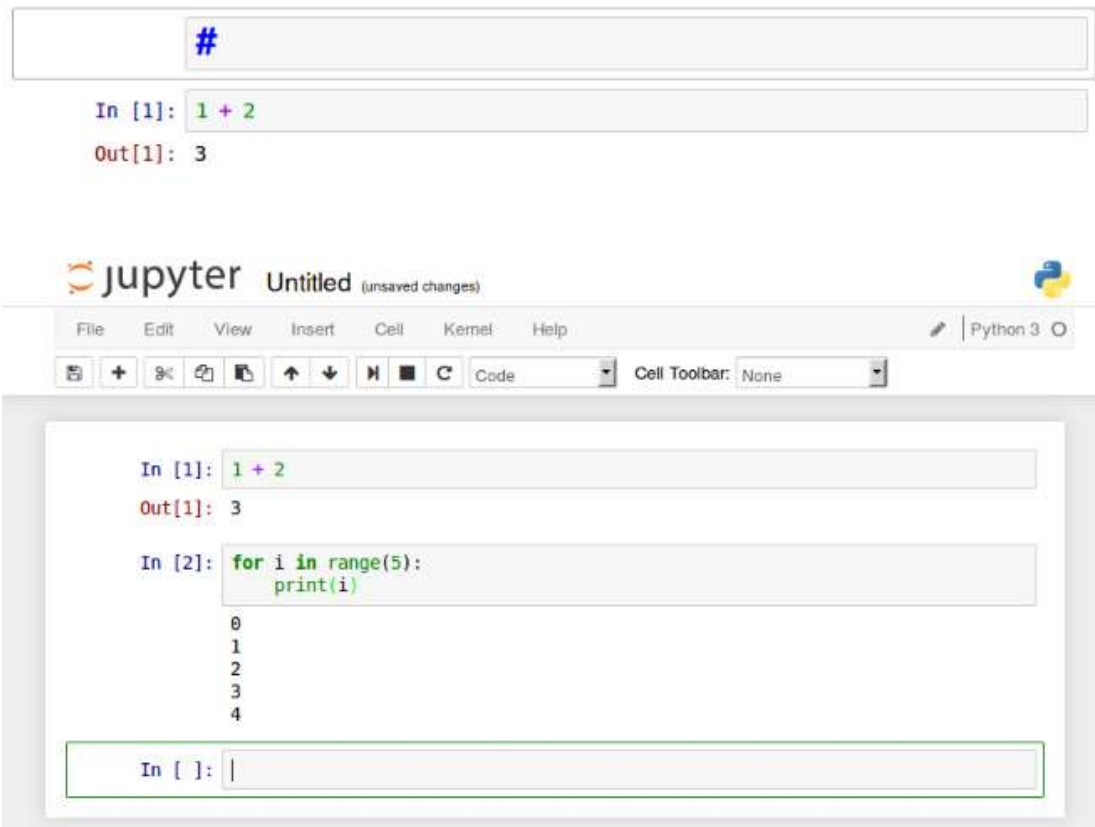 #
In [1]: 1 + 2
Out[1]: 3
jupyter Untitled (unsaved changes)
File Edit View Insert Cell Kernel Help Python 3
Code Cell Toolbar: None
In [1]: 1 + 2
Out[1]: 3
In [2]: for i in range(5):
print(i)
0
1
2
3
4
In [ ]: